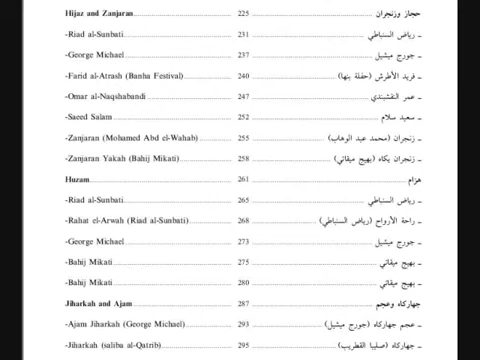 Hijaz and Zanjaran 225 حجاز وزنجران
-Riad al-Sunbati 231 ـ رياض السنباطي
-George Michael 237 ـ جورج ميشيل
-Farid al-Atrash (Banha Festival) 240 ـ فريد الأطرش (حفلة بنها)
-Omar al-Naqshabandi 247 ـ عمر النقشبندي
-Saeed Salam 252 ـ سعيد سلام
-Zanjaran (Mohamed Abd el-Wahab) 255 ـ زنجران (محمد عبد الوهاب)
-Zanjaran Yakah (Bahij Mikati) 258 ـ زنجران يكاه (بهيج ميقاتي)
Huzam 261 هزام
-Riad al-Sunbati 265 ـ رياض السنباطي
-Rahat el-Arwah (Riad al-Sunbati) 268 ـ راحة الأرواح (رياض السنباطي)
-George Michael 273 ـ جورج ميشيل
-Bahij Mikati 275 ـ بهيج ميقاتي
-Bahij Mikati 280 ـ بهيج ميقاتي
Jiharkah and Ajam 287 جهاركاه وعجم
-Ajam Jiharkah (George Michael) 293 ـ عجم جهاركاه (جورج ميشيل)
-Jiharkah (saliba al-Qatrib) 295 ـ جهاركاه (صليبا القطريب)